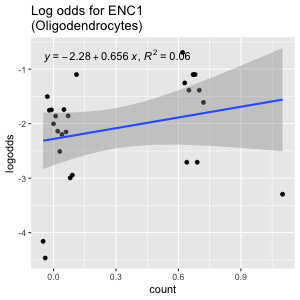 Log odds for ENC1
(Oligodendrocytes)
y = −2.28 + 0.656 x, R² = 0.06
-1
-2
-3
-4
logodds
0.0 0.3 0.6 0.9
count